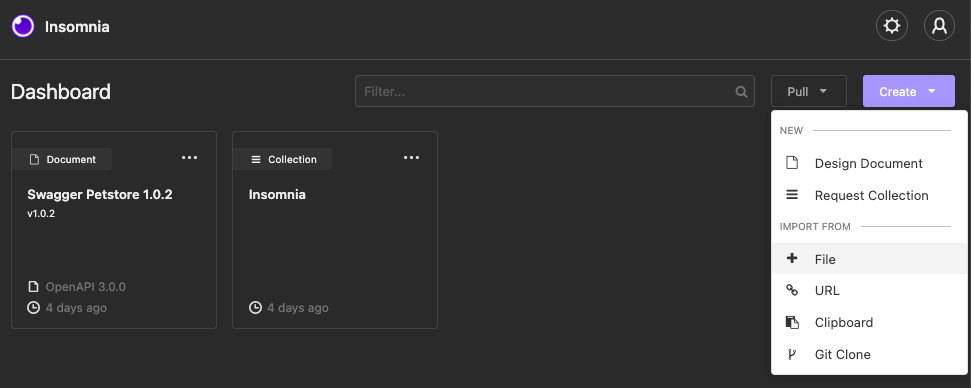 Insomnia
Dashboard
Filter...
Pull
Create
NEW
Design Document
Request Collection
IMPORT FROM
File
URL
Clipboard
Git Clone
Document
Swagger Petstore 1.0.2
v1.0.2
OpenAPI 3.0.0
4 days ago
Collection
Insomnia
4 days ago